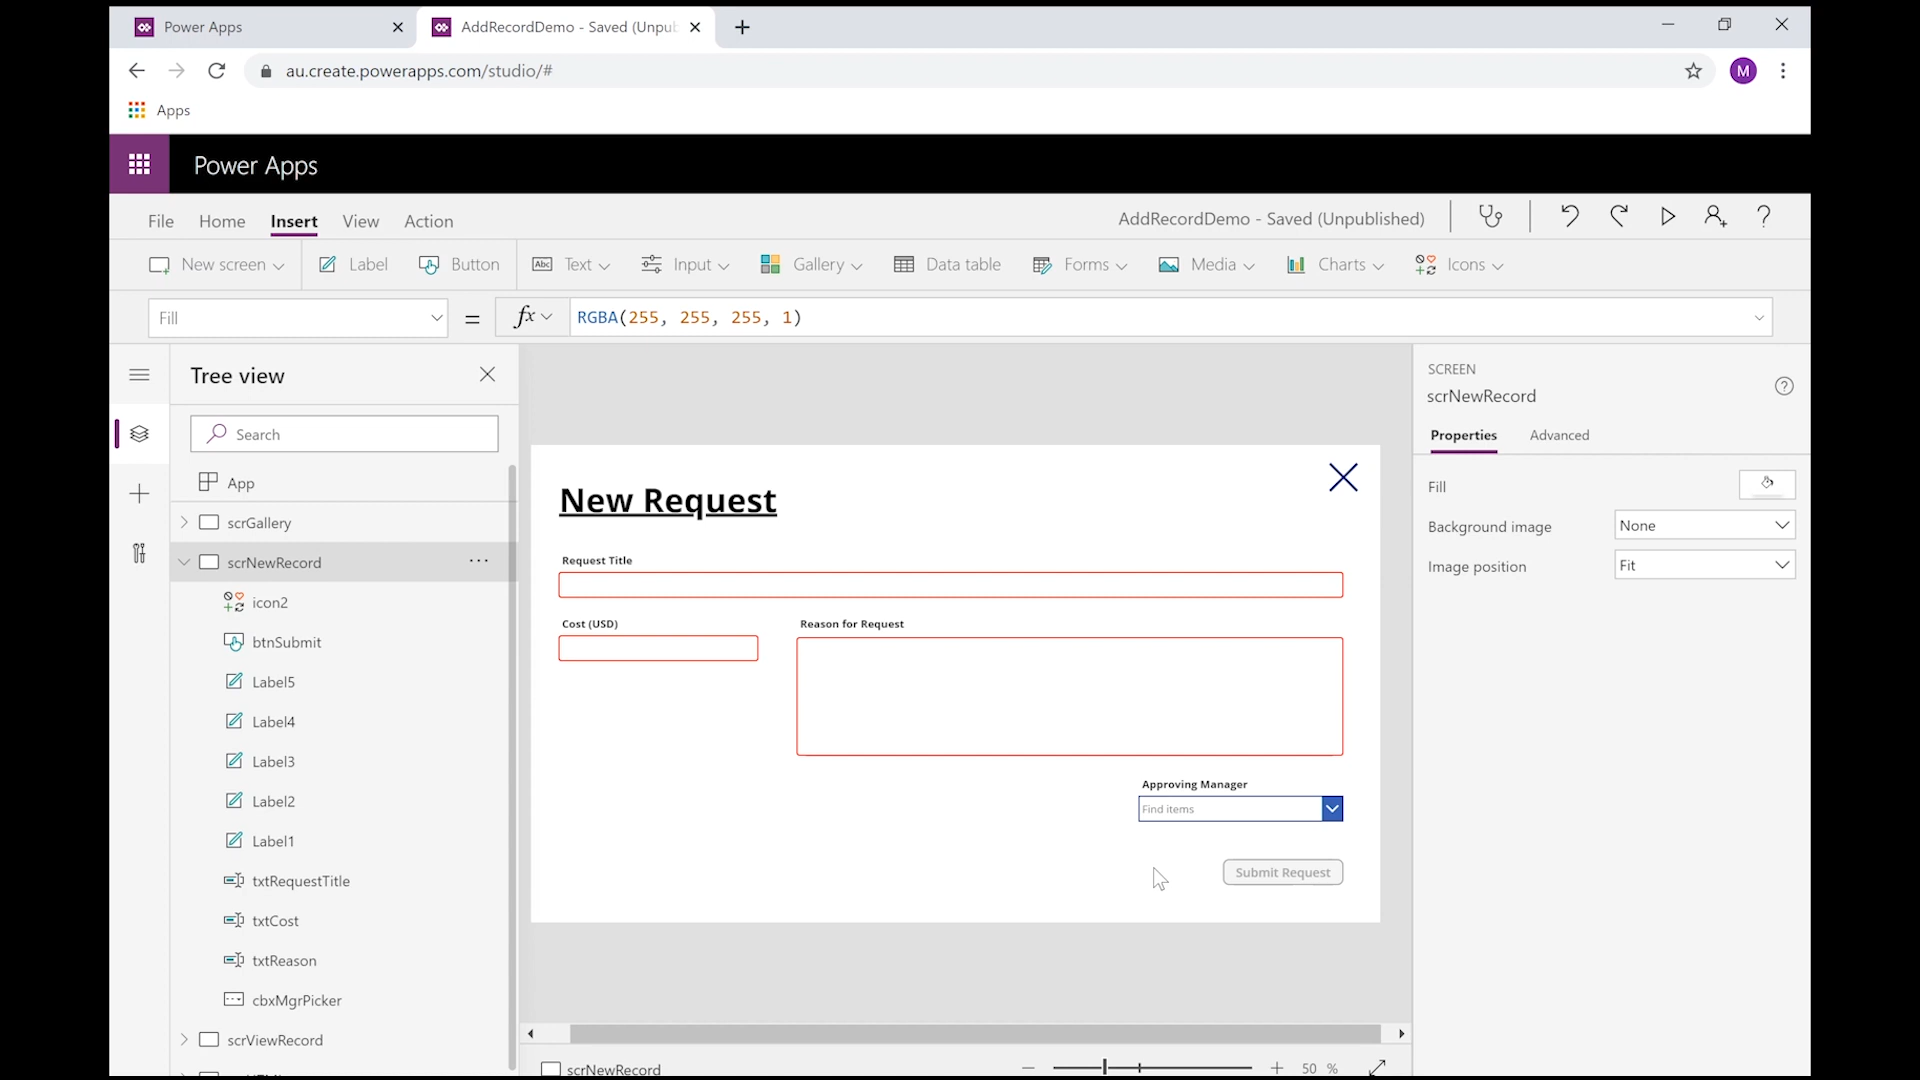 Power Apps
AddRecordDemo - Saved (Unpu
au.create.powerapps.com/studio/#
M
Apps
Power Apps
File Home Insert View Action
AddRecordDemo - Saved (Unpublished)
New screen Label Button Abc Text Input Gallery Data table Forms Media Charts Icons
Fill = fx RGBA(255, 255, 255, 1)
Tree view
Search
App
scrGallery
scrNewRecord ...
icon2
btnSubmit
Label5
Label4
Label3
Label2
Label1
txtRequestTitle
txtCost
txtReason
cbxMgrPicker
scrViewRecord
New Request
Request Title
Cost (USD)
Reason for Request
Approving Manager
Find items
Submit Request
scrNewRecord
50 %
SCREEN
scrNewRecord
Properties Advanced
Fill
Background image None
Image position Fit